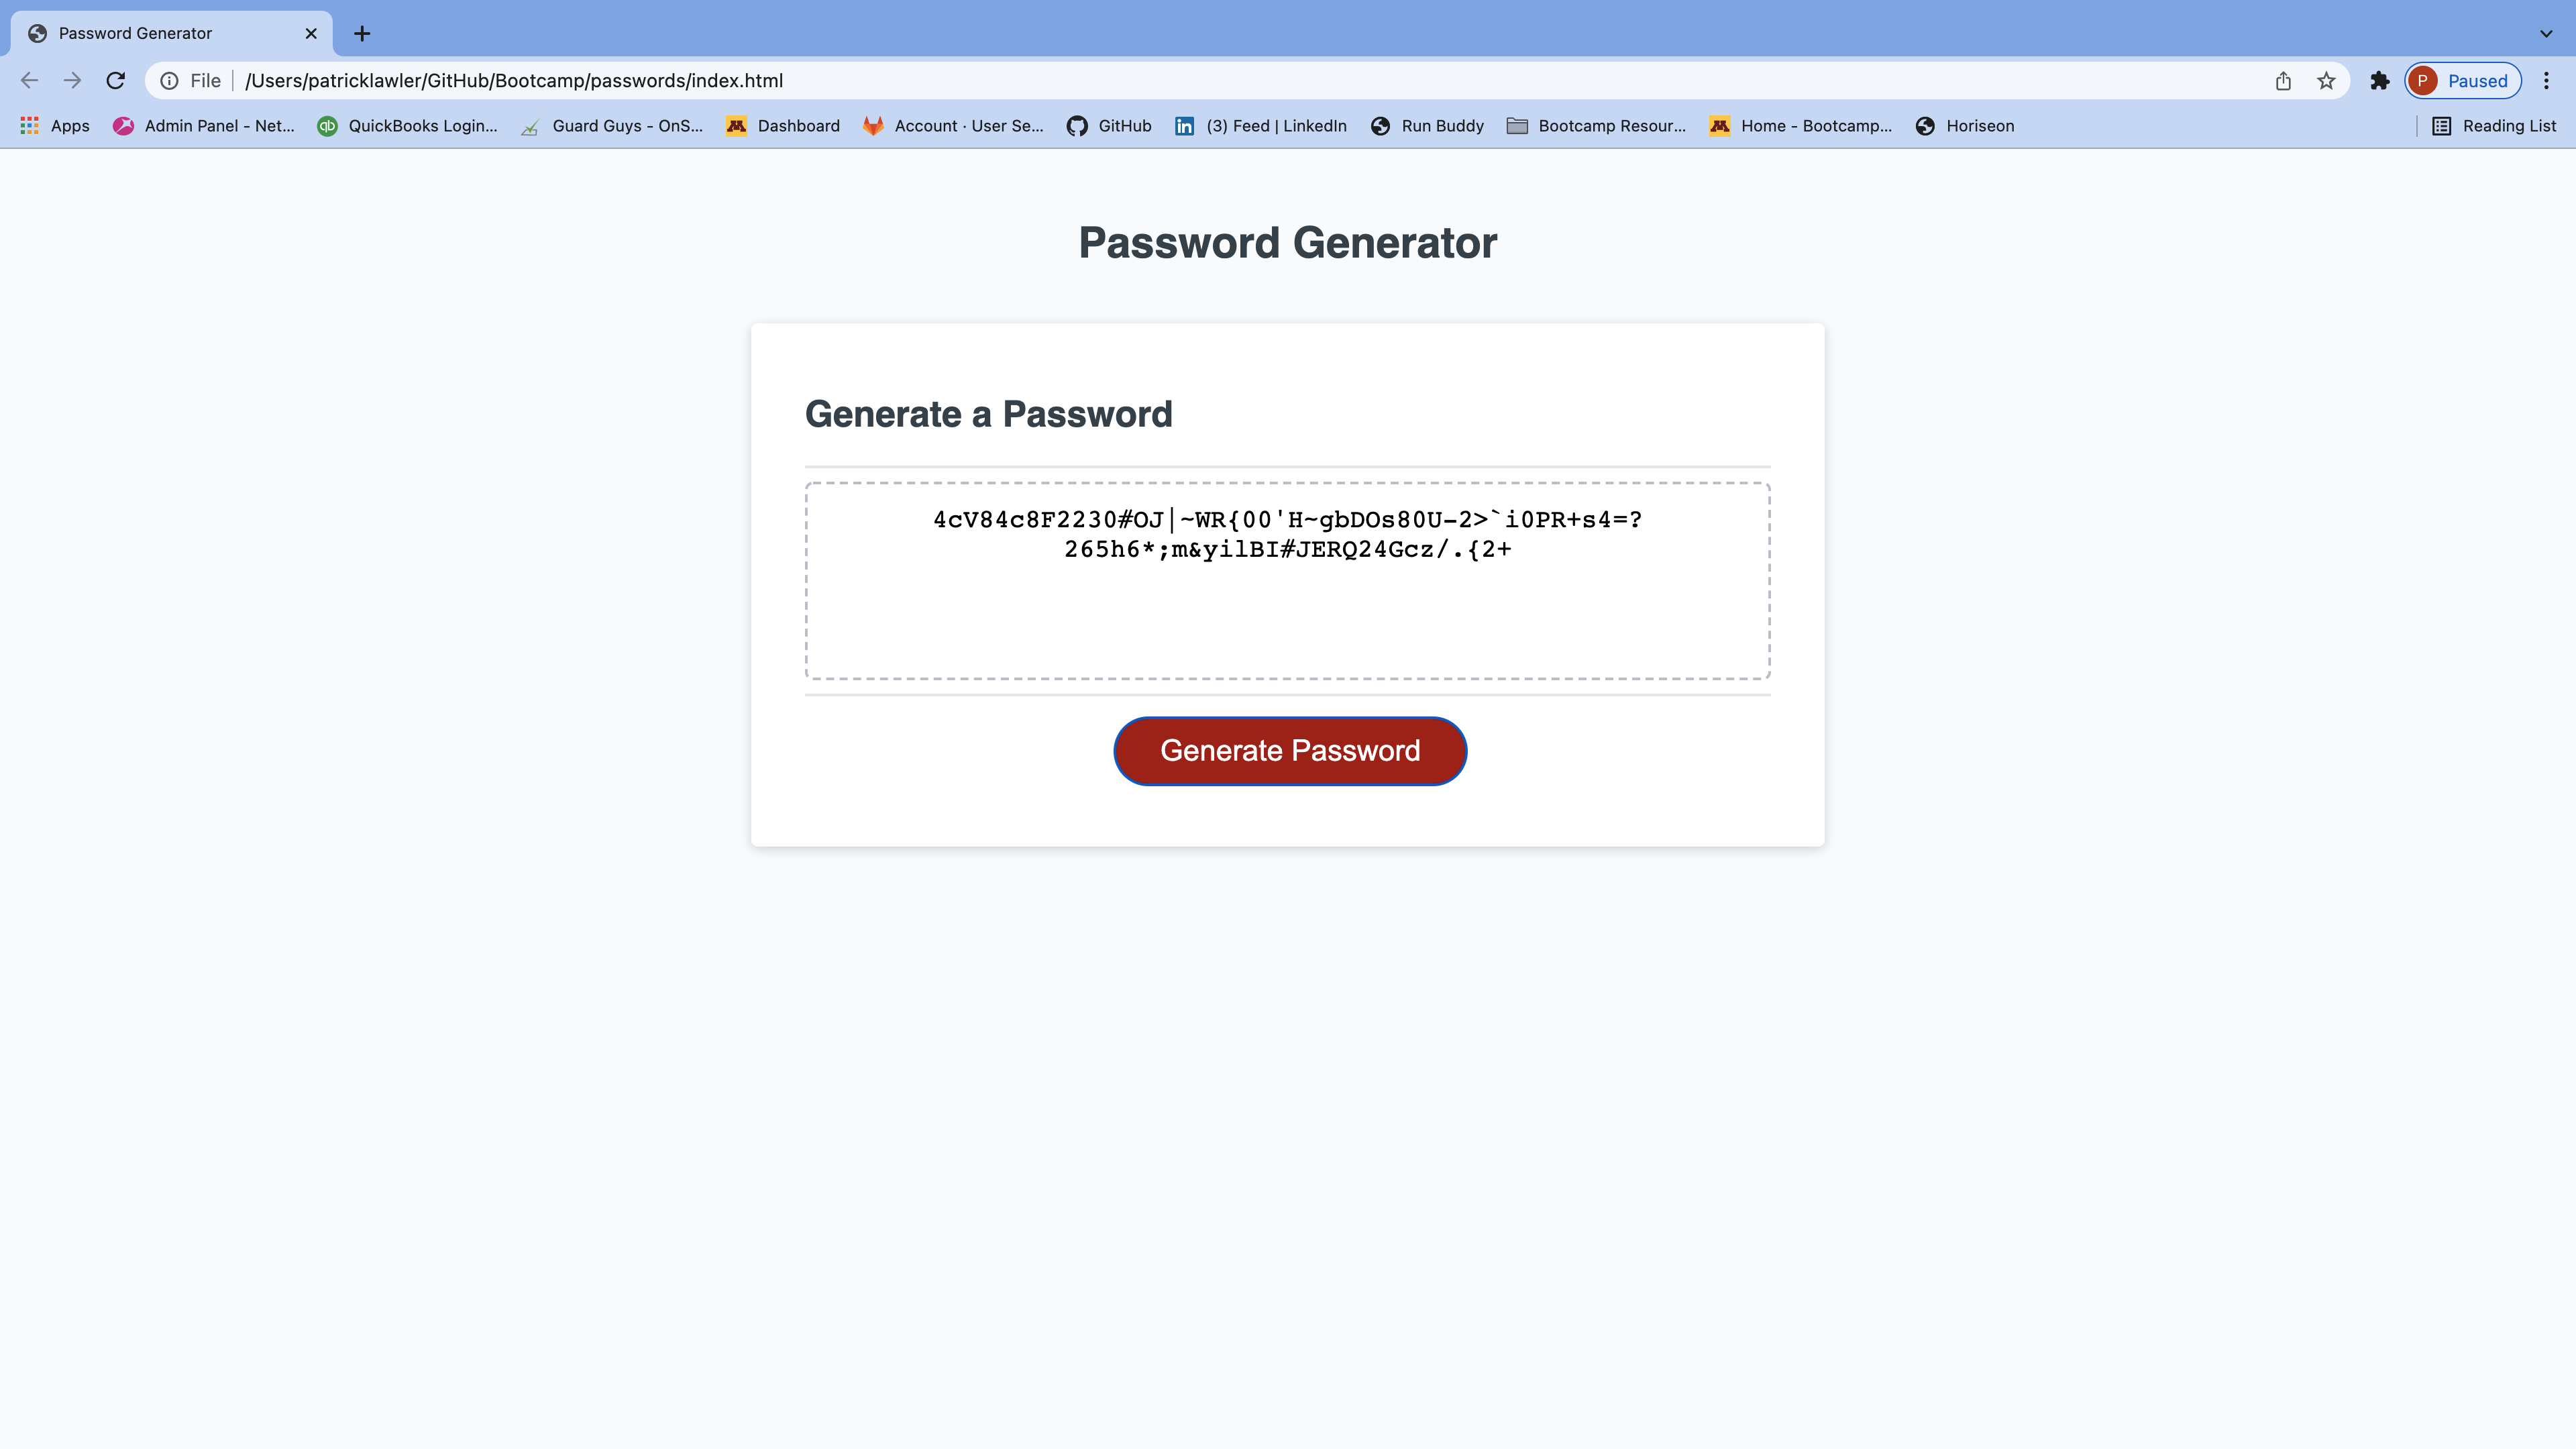 Password Generator
File /Users/patricklawler/GitHub/Bootcamp/passwords/index.html P Paused
Apps Admin Panel - Net... qb QuickBooks Login... Guard Guys - OnS... Dashboard Account · User Se... GitHub in (3) Feed | LinkedIn Run Buddy Bootcamp Resour... Home - Bootcamp... Horiseon Reading List
Password Generator
Generate a Password
4cV84c8F2230#OJ|~WR{00'H~gbDOs80U-2>`i0PR+s4=?
265h6*;m&yilBI#JERQ24Gcz/.{2+
Generate Password